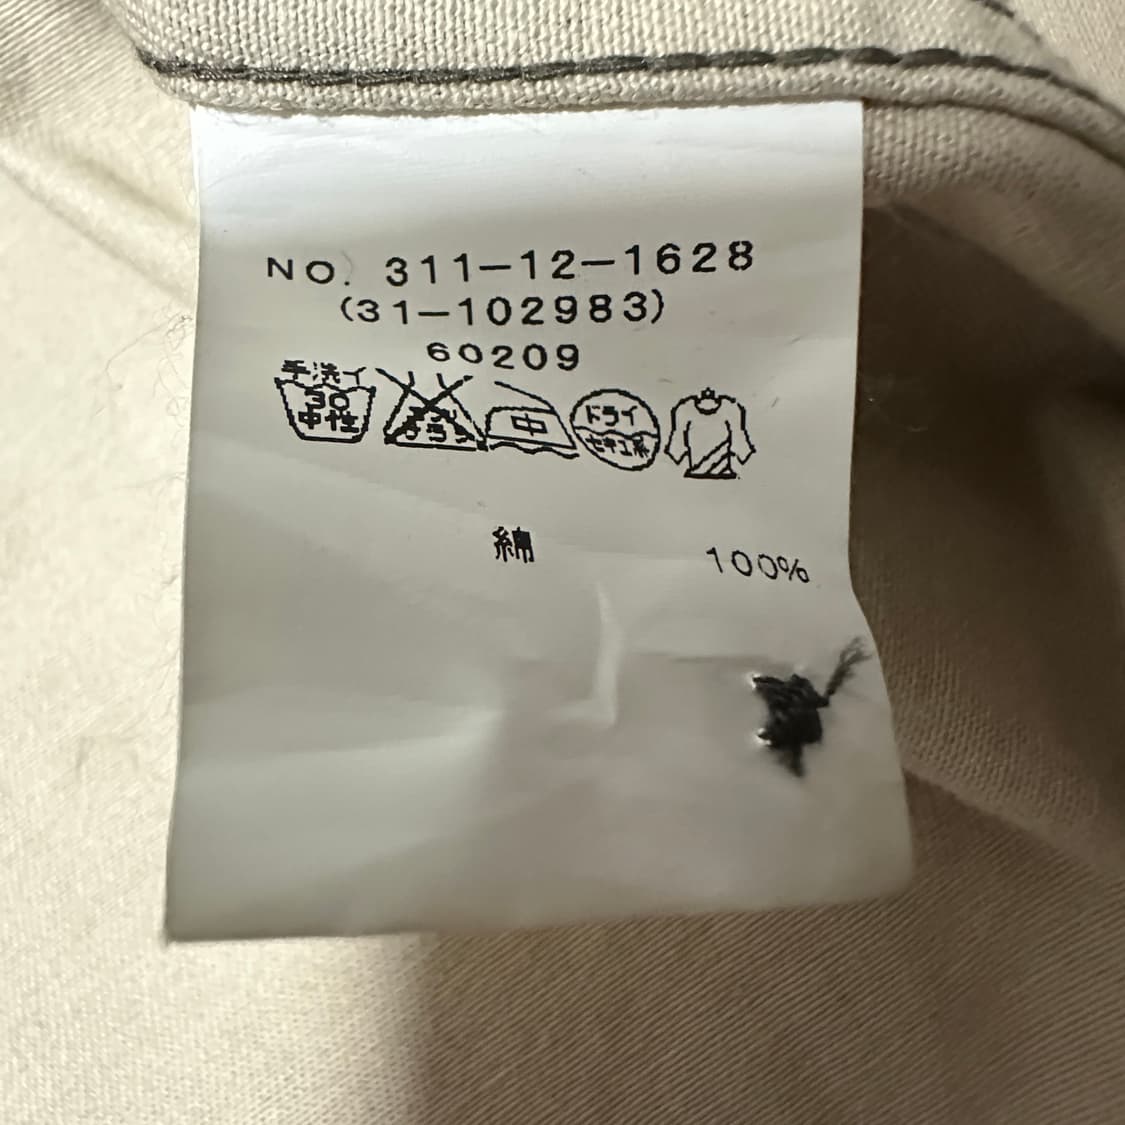 NO. 311-12-1628
(31-102983)
60209
手洗イ
30
中性
エンソサラシ
中
ドライ
セキユ系
綿 100%